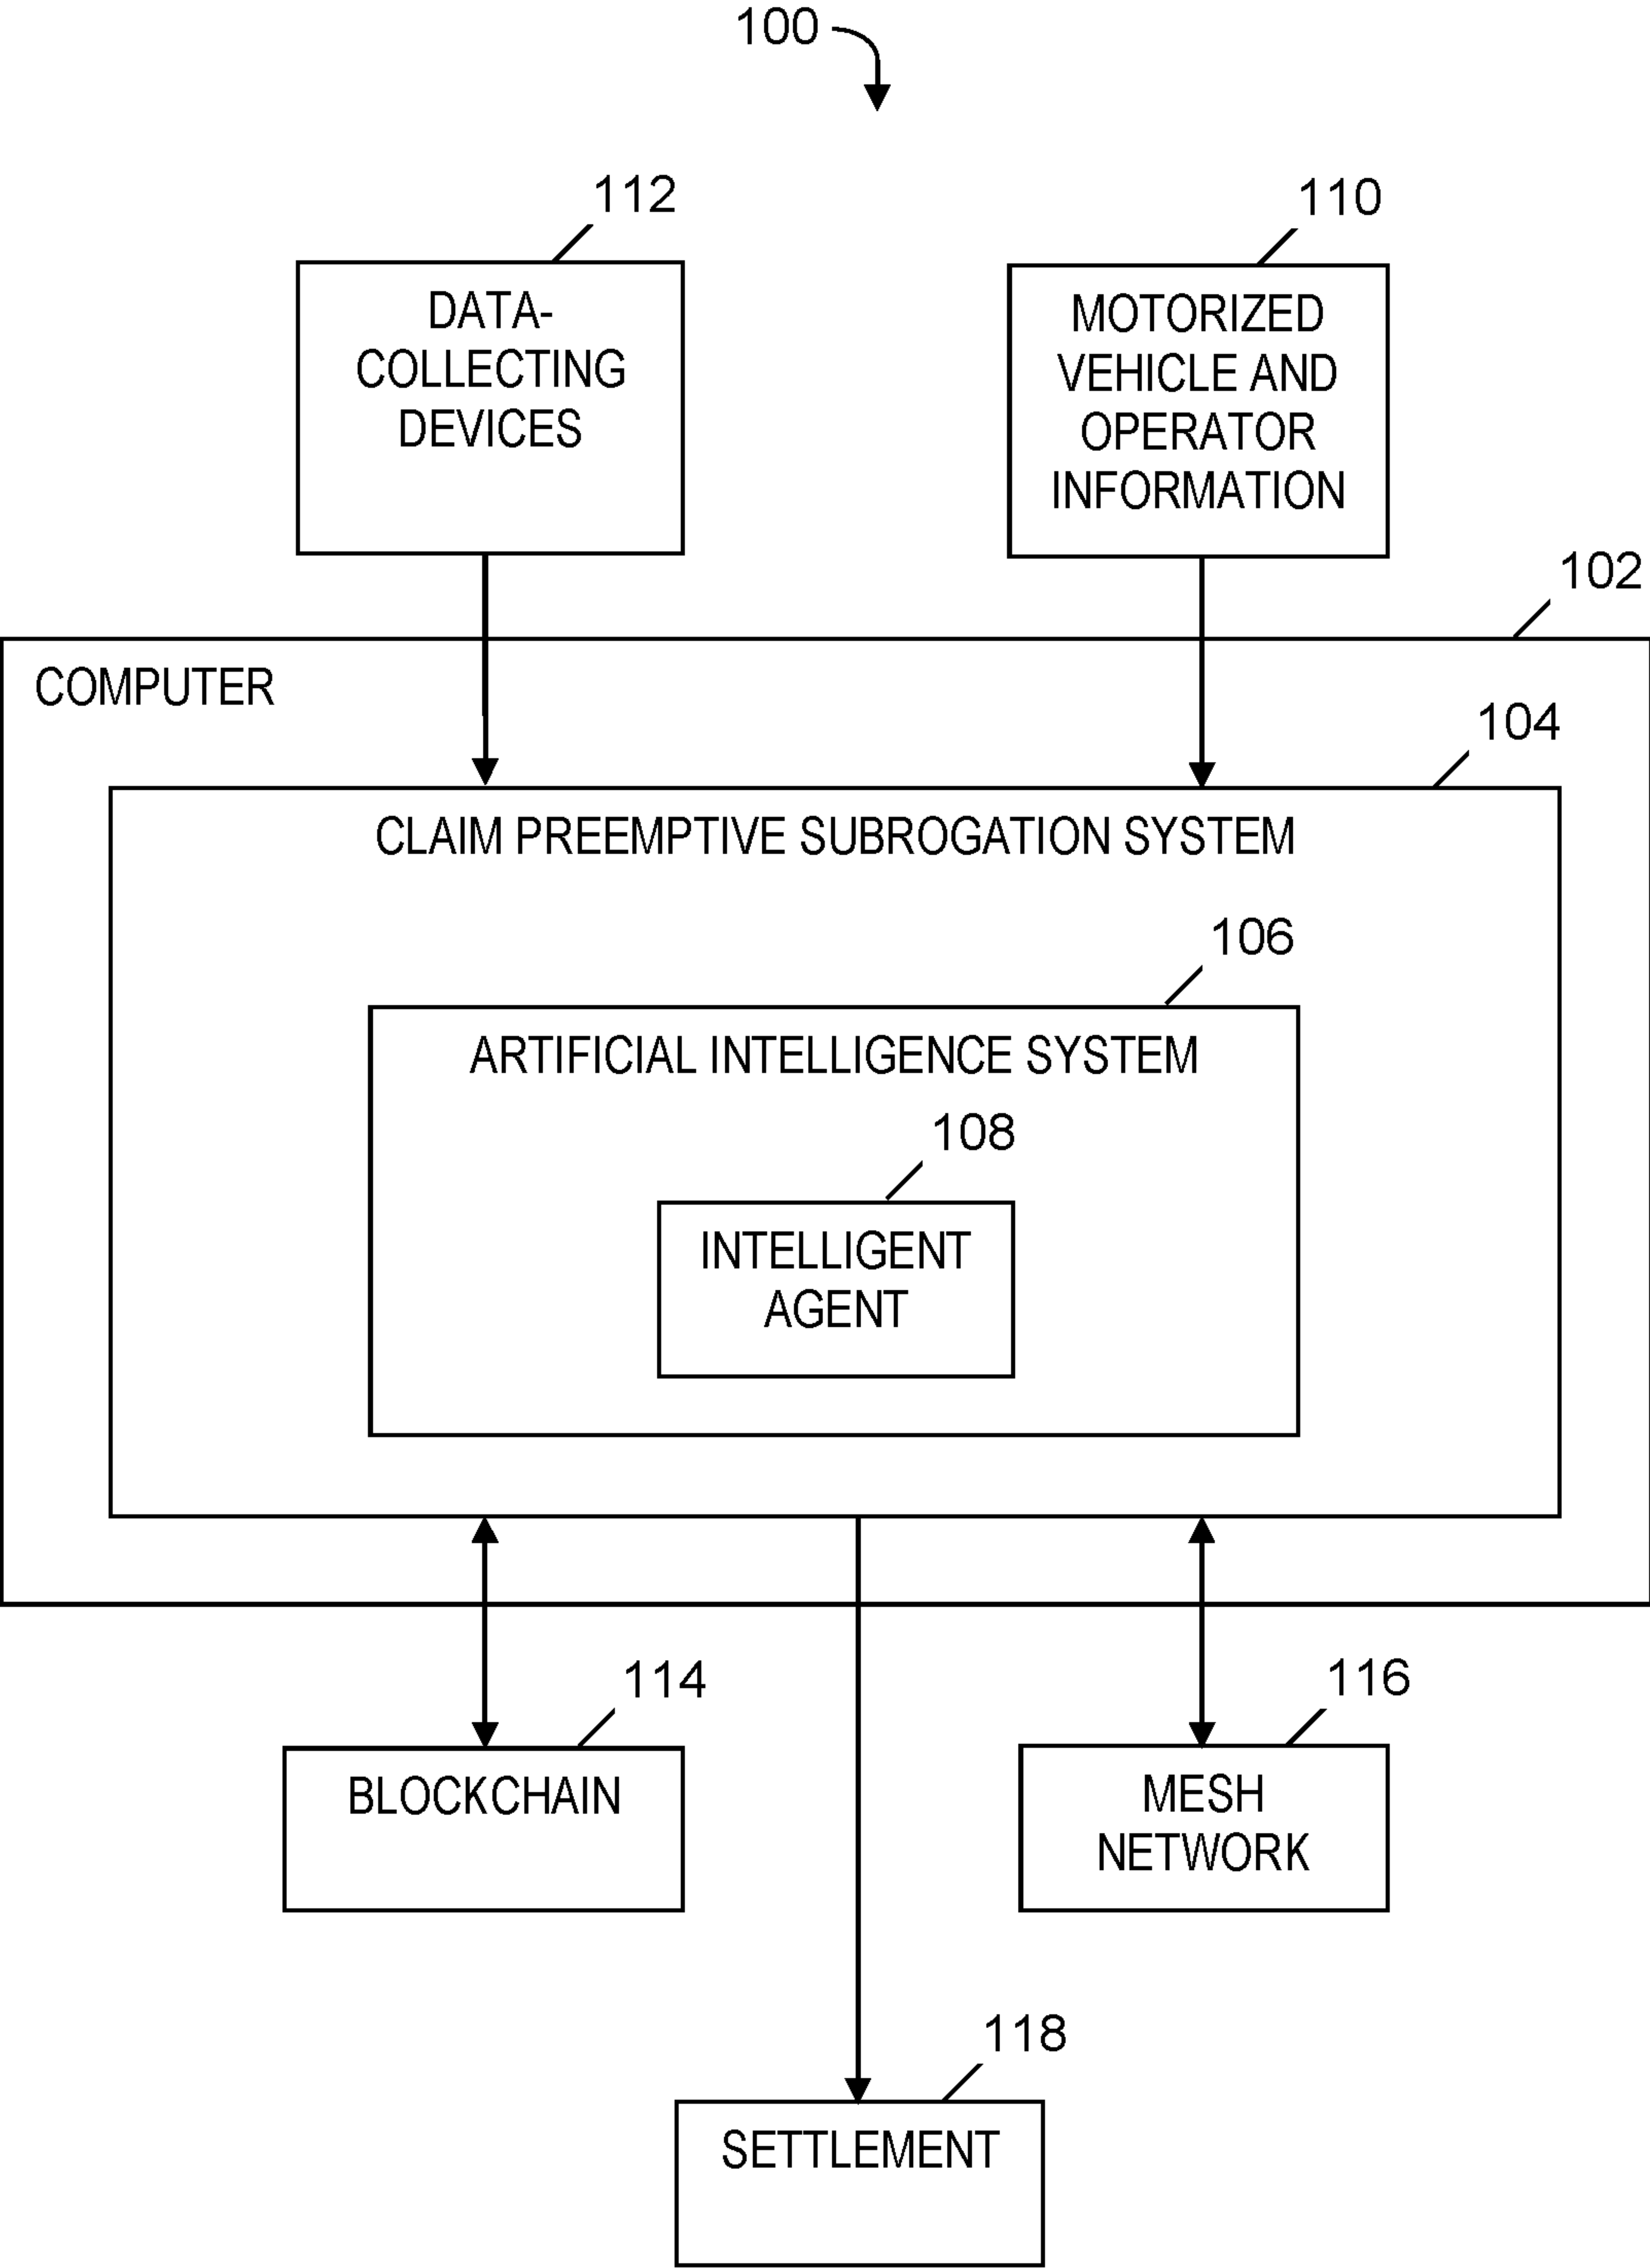 100
112
DATA-
COLLECTING
DEVICES
110
MOTORIZED
VEHICLE AND
OPERATOR
INFORMATION
102
COMPUTER
104
CLAIM PREEMPTIVE SUBROGATION SYSTEM
106
ARTIFICIAL INTELLIGENCE SYSTEM
108
INTELLIGENT
AGENT
114
BLOCKCHAIN
116
MESH
NETWORK
118
SETTLEMENT